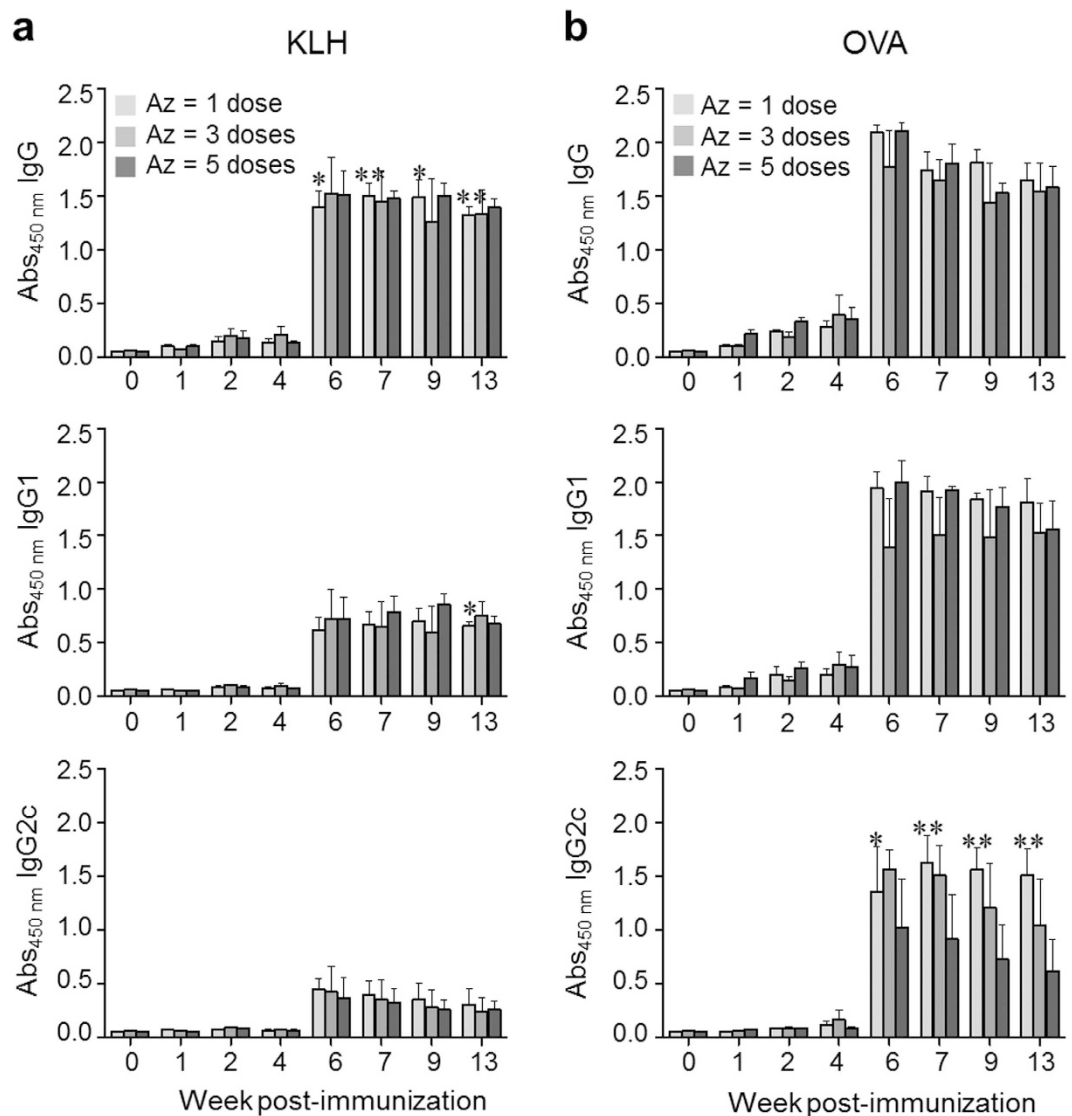 a
KLH
b
OVA
Abs450 nm IgG
2.5
2.0
1.5
1.0
0.5
0.0
Az = 1 dose
Az = 3 doses
Az = 5 doses
* ** * **
0 1 2 4 6 7 9 13
Abs450 nm IgG
2.5
2.0
1.5
1.0
0.5
0.0
Az = 1 dose
Az = 3 doses
Az = 5 doses
0 1 2 4 6 7 9 13
Abs450 nm IgG1
2.5
2.0
1.5
1.0
0.5
0.0
*
0 1 2 4 6 7 9 13
Abs450 nm IgG1
2.5
2.0
1.5
1.0
0.5
0.0
0 1 2 4 6 7 9 13
Abs450 nm IgG2c
2.5
2.0
1.5
1.0
0.5
0.0
0 1 2 4 6 7 9 13
Week post-immunization
Abs450 nm IgG2c
2.5
2.0
1.5
1.0
0.5
0.0
* ** ** **
0 1 2 4 6 7 9 13
Week post-immunization